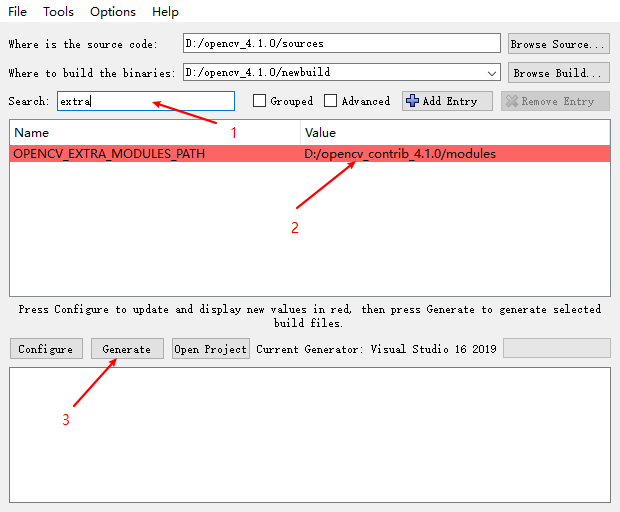 File Tools Options Help
Where is the source code: D:/opencv_4.1.0/sources Browse Source...
Where to build the binaries: D:/opencv_4.1.0/newbuild Browse Build...
Search: extra Grouped Advanced Add Entry Remove Entry
1
Name Value
OPENCV_EXTRA_MODULES_PATH D:/opencv_contrib_4.1.0/modules
2
Press Configure to update and display new values in red, then press Generate to generate selected
build files.
Configure Generate Open Project Current Generator: Visual Studio 16 2019
3